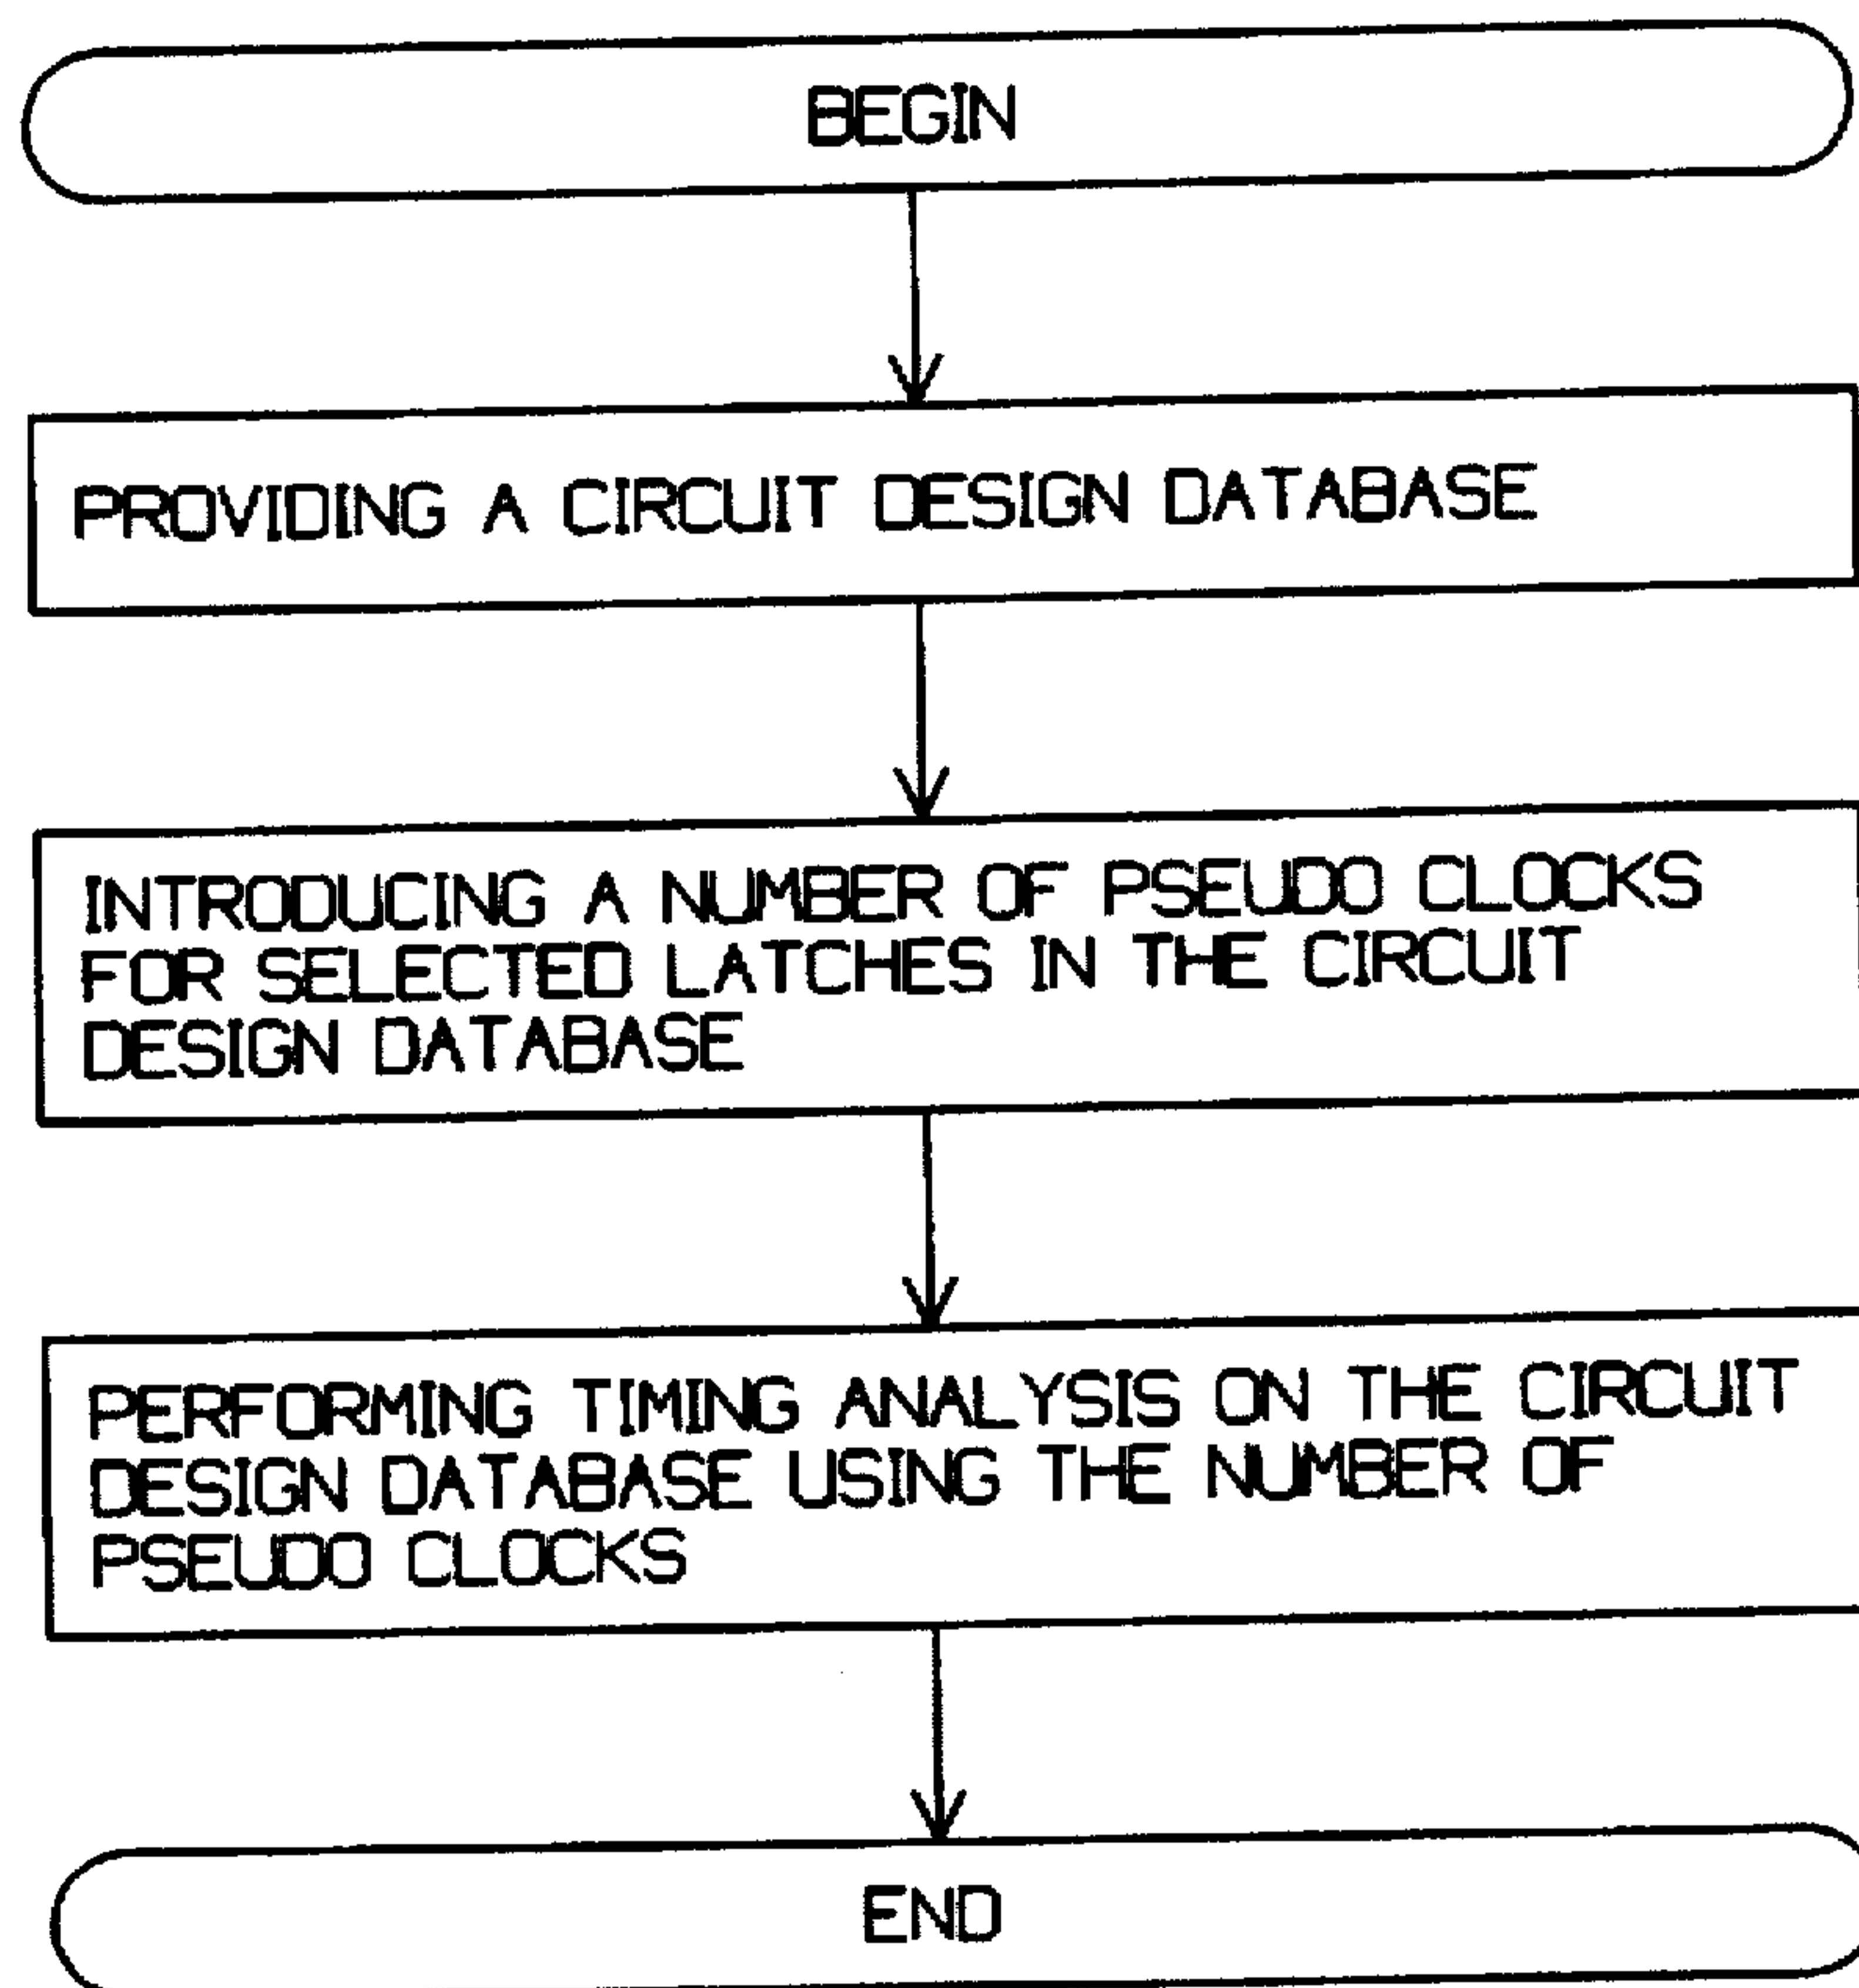 BEGIN
PROVIDING A CIRCUIT DESIGN DATABASE
INTRODUCING A NUMBER OF PSEUDO CLOCKS
FOR SELECTED LATCHES IN THE CIRCUIT
DESIGN DATABASE
PERFORMING TIMING ANALYSIS ON THE CIRCUIT
DESIGN DATABASE USING THE NUMBER OF
PSEUDO CLOCKS
END